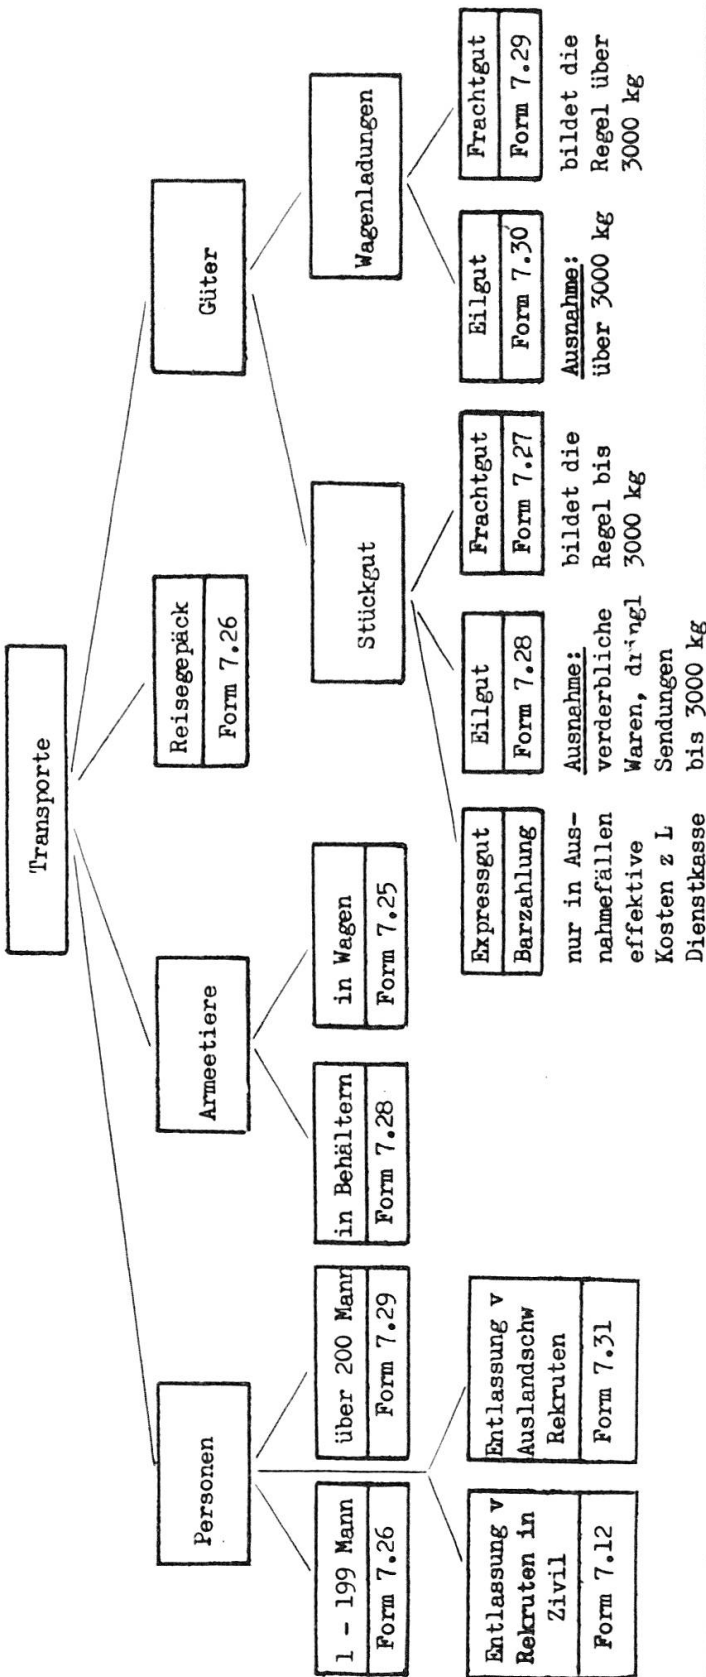 Transporte
Personen
Armeetiere
Reisegepäck
Form 7.26
Güter
1 - 199 Mann
Form 7.26
über 200 Mann
Form 7.29
in Behältern
Form 7.28
in Wagen
Form 7.25
Stückgut
Wagenladungen
Entlassung v
Rekruten in
Zivil
Form 7.12
Entlassung v
Auslandschw
Rekruten
Form 7.31
Expressgut
Barzahlung
nur in Aus-
nahmefällen
effektive
Kosten z L
Dienstkasse
Eilgut
Form 7.28
Ausnahme:
verderbliche
Waren, dringl
Sendungen
bis 3000 kg
Frachtgut
Form 7.27
bildet die
Regel bis
3000 kg
Eilgut
Form 7.30
Ausnahme:
über 3000 kg
Frachtgut
Form 7.29
bildet die
Regel über
3000 kg